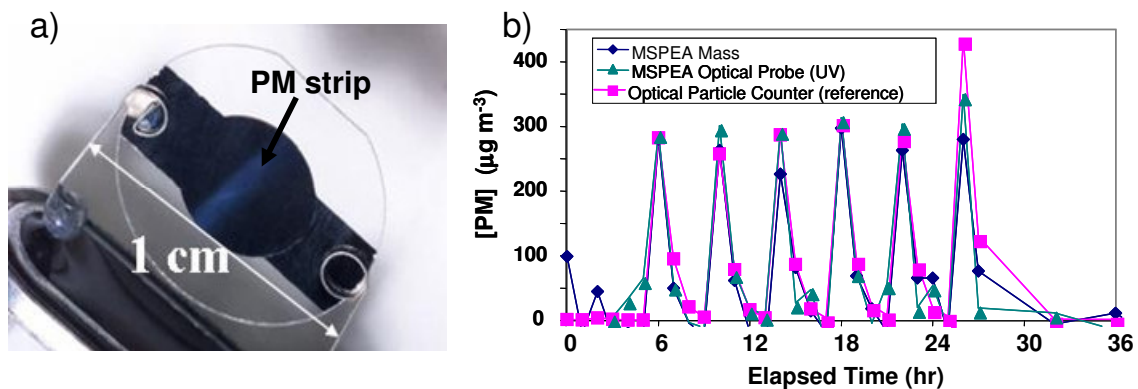 a)
PM strip
1 cm
b)
MSPEA Mass
MSPEA Optical Probe (UV)
Optical Particle Counter (reference)
[PM] (µg m-3)
400
300
200
100
0
0 6 12 18 24 30 36
Elapsed Time (hr)